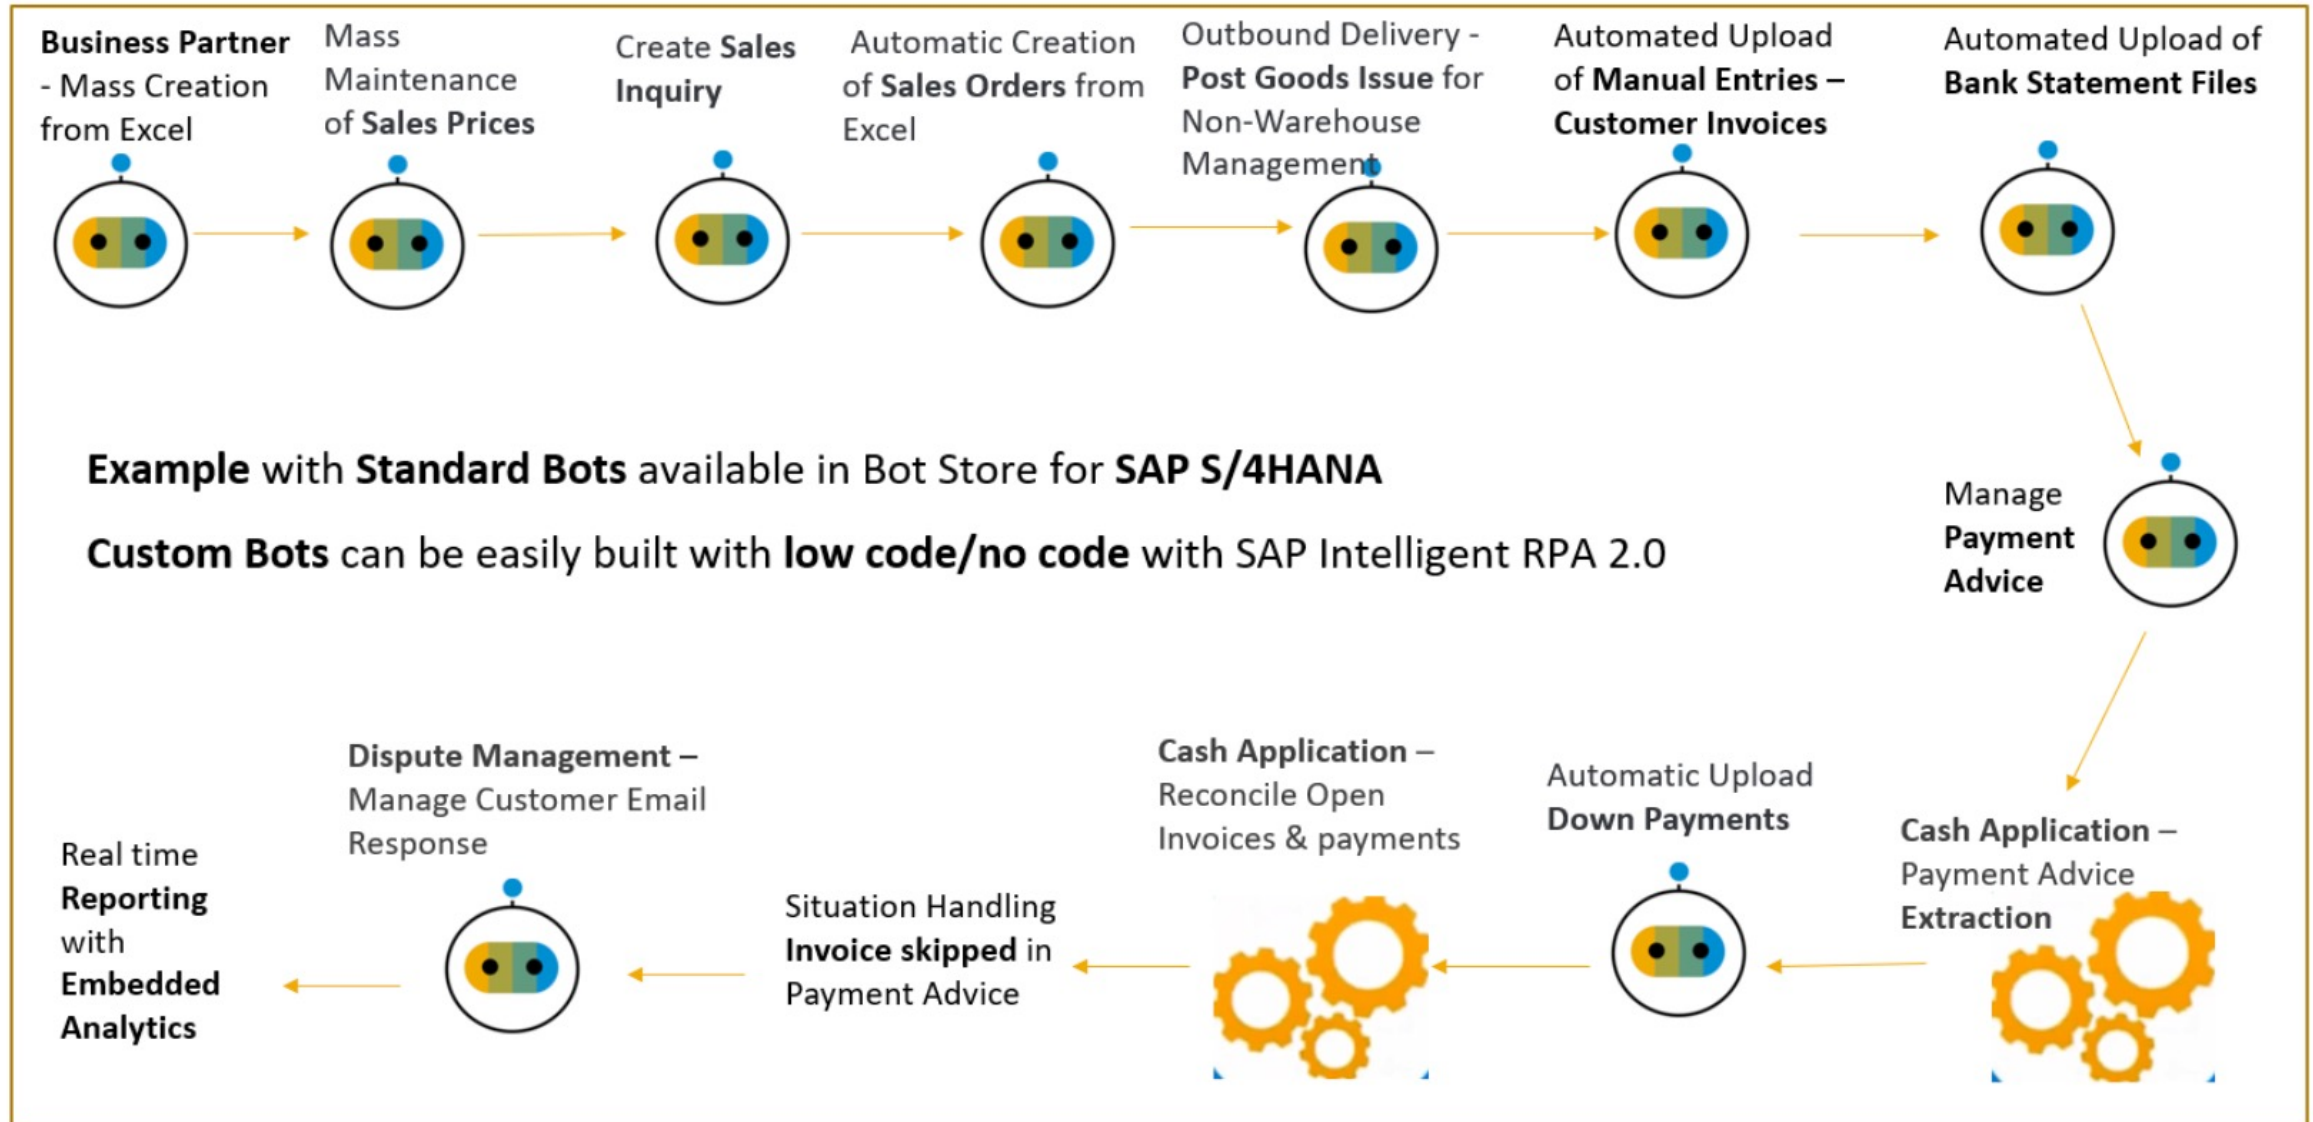 Business Partner
- Mass Creation
from Excel
Mass
Maintenance
of Sales Prices
Create Sales
Inquiry
Automatic Creation
of Sales Orders from
Excel
Outbound Delivery -
Post Goods Issue for
Non-Warehouse
Management
Automated Upload
of Manual Entries –
Customer Invoices
Automated Upload of
Bank Statement Files
Example with Standard Bots available in Bot Store for SAP S/4HANA
Custom Bots can be easily built with low code/no code with SAP Intelligent RPA 2.0
Manage
Payment
Advice
Cash Application –
Payment Advice
Extraction
Automatic Upload
Down Payments
Cash Application –
Reconcile Open
Invoices & payments
Situation Handling
Invoice skipped in
Payment Advice
Dispute Management –
Manage Customer Email
Response
Real time
Reporting
with
Embedded
Analytics